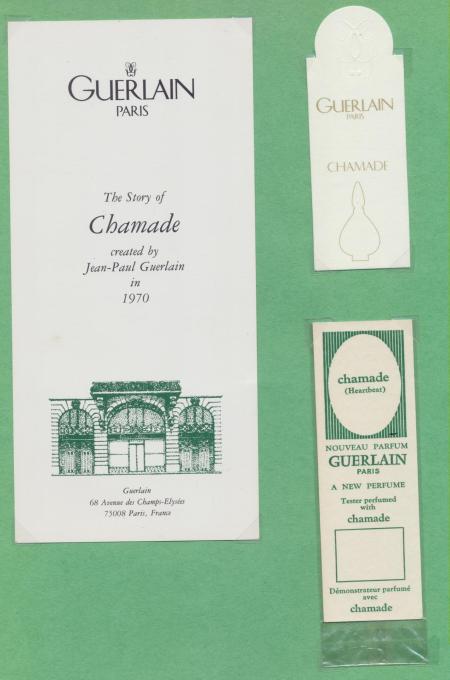 GUERLAIN
PARIS
The Story of
Chamade
created by
Jean-Paul Guerlain
in
1970
Guerlain
68 Avenue des Champs-Elysées
75008 Paris, France
GUERLAIN
PARIS
CHAMADE
chamade
(Heartbeat)
NOUVEAU PARFUM
GUERLAIN
PARIS
A NEW PERFUME
Tester perfumed
with
chamade
Démonstrateur parfumé
avec
chamade